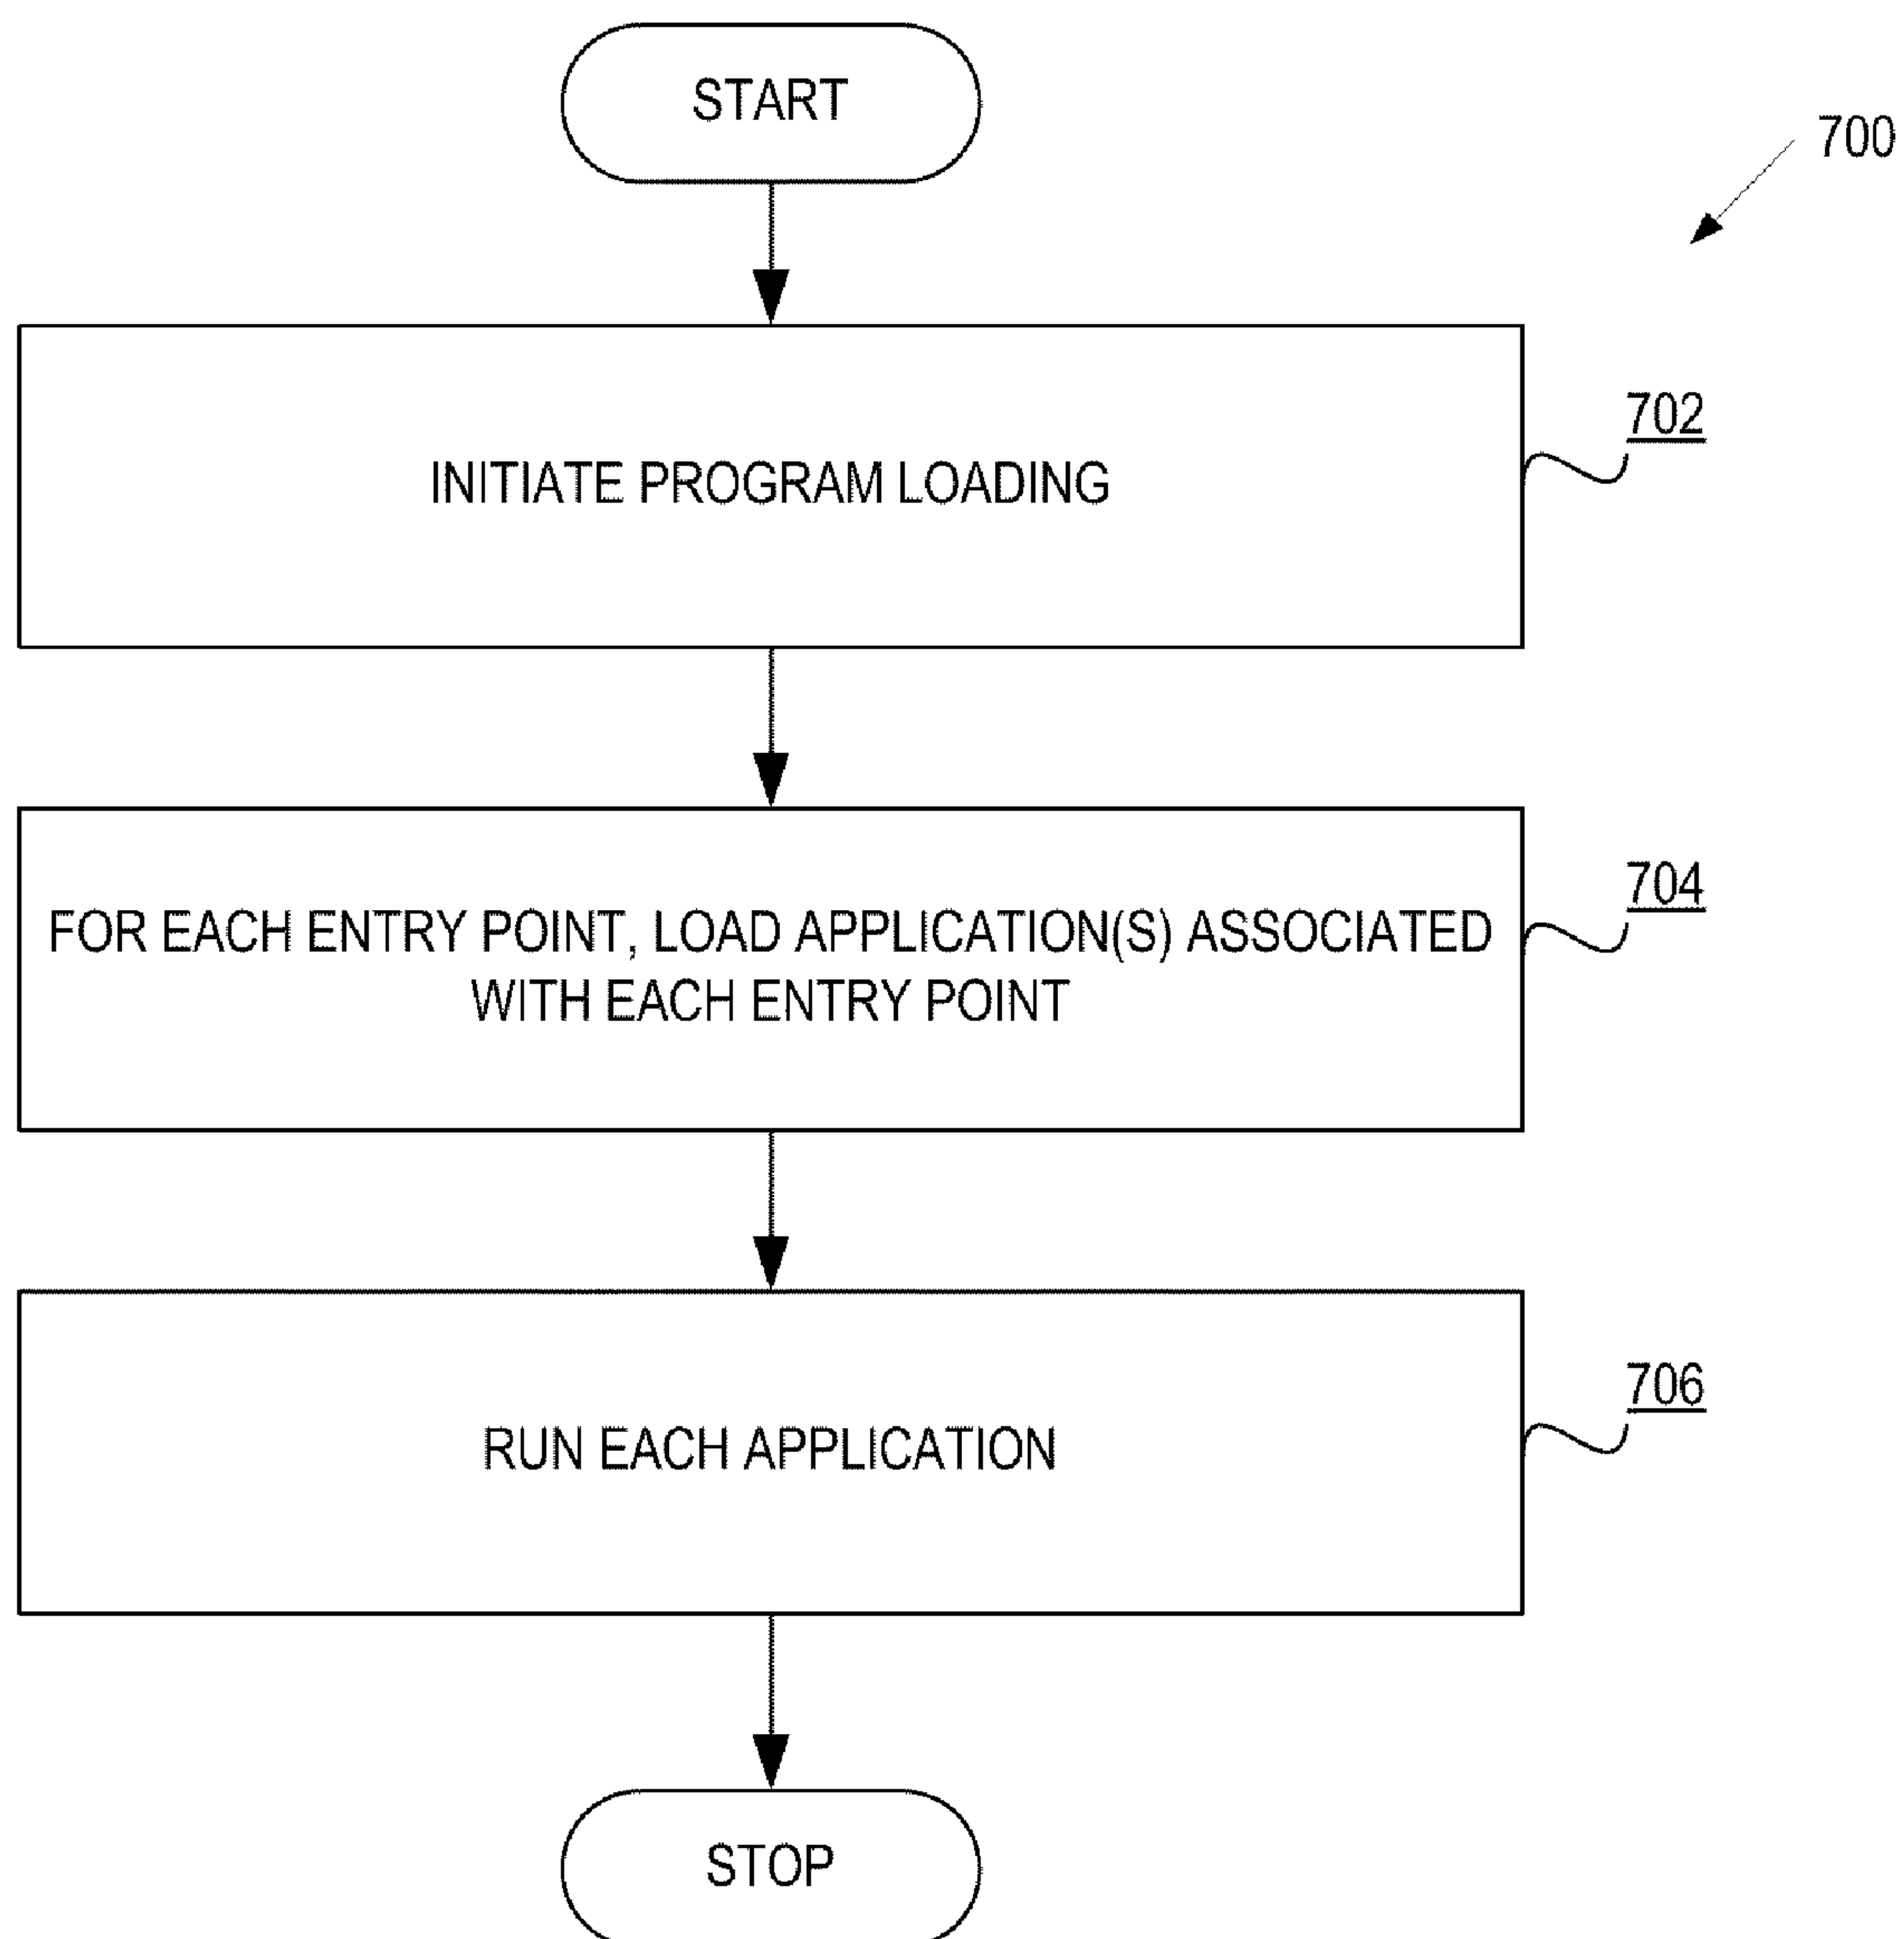 START
700
702
INITIATE PROGRAM LOADING
704
FOR EACH ENTRY POINT, LOAD APPLICATION(S) ASSOCIATED
WITH EACH ENTRY POINT
706
RUN EACH APPLICATION
STOP